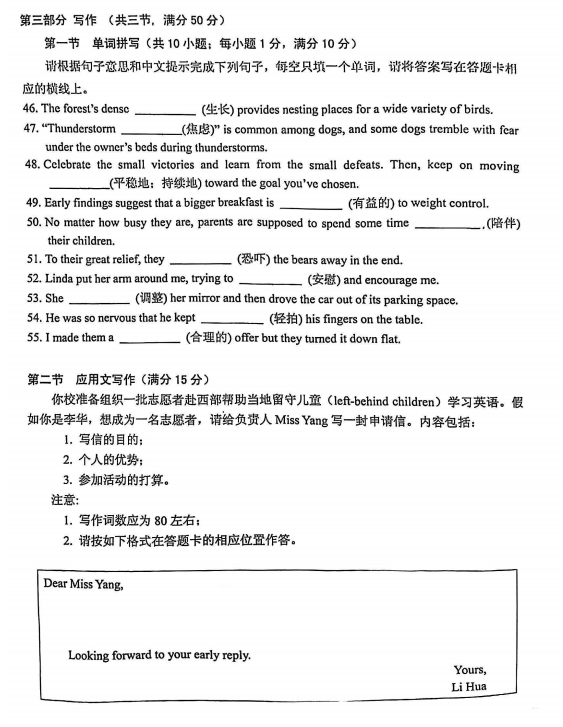 第三部分 写作 （共三节，满分 50 分）
第一节 单词拼写（共 10 小题；每小题 1 分，满分 10 分）
请根据句子意思和中文提示完成下列句子，每空只填一个单词，请将答案写在答题卡相
应的横线上。
46. The forest's dense __________ (生长) provides nesting places for a wide variety of birds.
47. “Thunderstorm __________(焦虑)” is common among dogs, and some dogs tremble with fear
under the owner's beds during thunderstorms.
48. Celebrate the small victories and learn from the small defeats. Then, keep on moving
__________(平稳地；持续地) toward the goal you've chosen.
49. Early findings suggest that a bigger breakfast is __________ (有益的) to weight control.
50. No matter how busy they are, parents are supposed to spend some time __________.(陪伴)
their children.
51. To their great relief, they __________ (恐吓) the bears away in the end.
52. Linda put her arm around me, trying to __________ (安慰) and encourage me.
53. She __________ (调整) her mirror and then drove the car out of its parking space.
54. He was so nervous that he kept __________ (轻拍) his fingers on the table.
55. I made them a __________ (合理的) offer but they turned it down flat.
第二节 应用文写作（满分 15 分）
你校准备组织一批志愿者赴西部帮助当地留守儿童（left-behind children）学习英语。假
如你是李华，想成为一名志愿者，请给负责人 Miss Yang 写一封申请信。内容包括：
1. 写信的目的；
2. 个人的优势；
3. 参加活动的打算。
注意：
1. 写作词数应为 80 左右；
2. 请按如下格式在答题卡的相应位置作答。
Dear Miss Yang,
Looking forward to your early reply.
Yours,
Li Hua